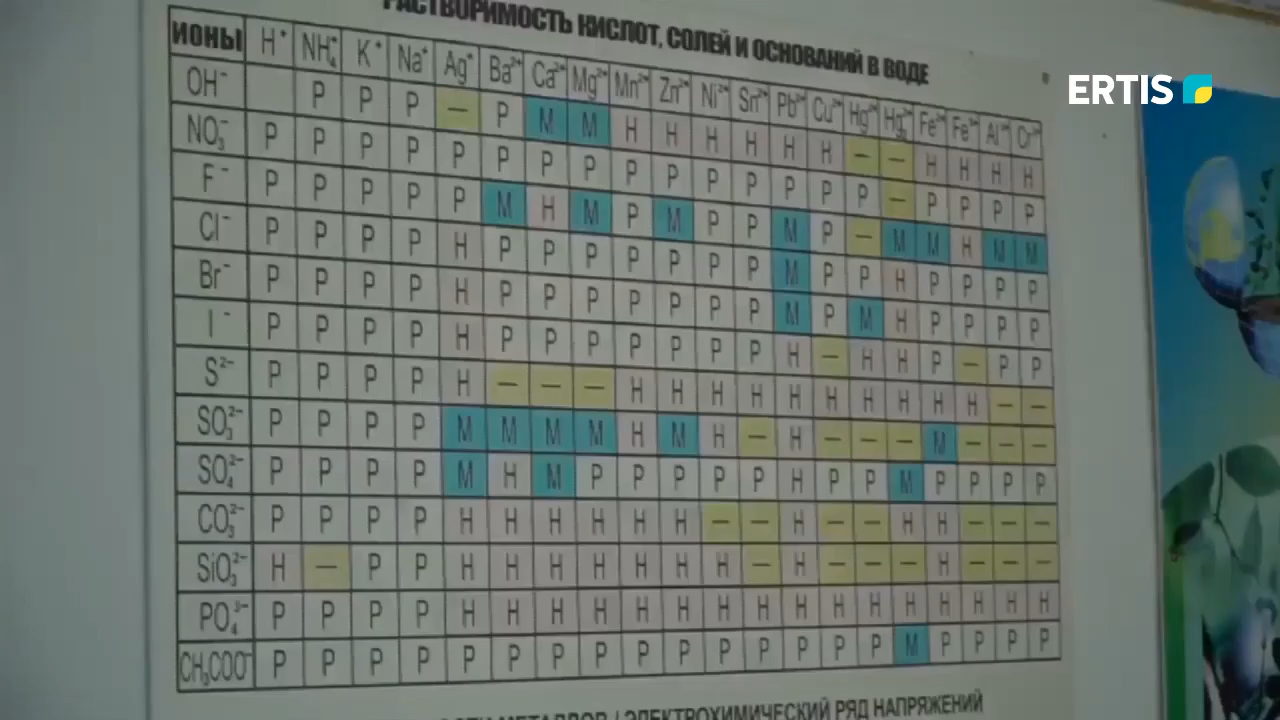 РАСТВОРИМОСТЬ КИСЛОТ, СОЛЕЙ И ОСНОВАНИЙ В ВОДЕ
ERTIS
ИОНЫ H⁺ NH₄⁺ K⁺ Na⁺ Ag⁺ Ba²⁺ Ca²⁺ Mg²⁺ Mn²⁺ Zn²⁺ Ni²⁺ Sn²⁺ Pb²⁺ Cu²⁺ Hg²⁺ Hg₂²⁺ Fe²⁺ Fe³⁺ Al³⁺ Cr³⁺
OH⁻ Р Р Р — Р М М Н Н Н Н Н Н — — Н Н Н Н
NO₃⁻ Р Р Р Р Р Р Р Р Р Р Р Р Р Р Р — Р Р Р Р
F⁻ Р Р Р Р Р М Н М Р М Р Р М Р — М М Н М М
Cl⁻ Р Р Р Р Н Р Р Р Р Р Р Р М Р Р Н Р Р Р Р
Br⁻ Р Р Р Р Н Р Р Р Р Р Р Р М Р М Н Р Р Р Р
I⁻ Р Р Р Р Н Р Р Р Р Р Р Р Н — Н Н Р — Р Р
S²⁻ Р Р Р Р Н — — — Н Н Н Н Н Н Н Н Н Н — —
SO₃²⁻ Р Р Р Р М М М М Н М Н — Н — — — М — — —
SO₄²⁻ Р Р Р Р М Н М Р Р Р Р Р Н Р Р М Р Р Р Р
CO₃²⁻ Р Р Р Р Н Н Н Н Н Н — — Н — — Н Н — — —
SiO₃²⁻ Н — Р Р Н Н Н Н Н Н Н — Н — — — Н — — —
PO₄³⁻ Р Р Р Р Н Н Н Н Н Н Н Н Н Н Н Н Н Н Н Н
CH₃COO⁻ Р Р Р Р Р Р Р Р Р Р Р Р Р Р Р М Р Р Р Р
МЕТАЛЛОВ / ЭЛЕКТРОХИМИЧЕСКИЙ РЯД НАПРЯЖЕНИЙ